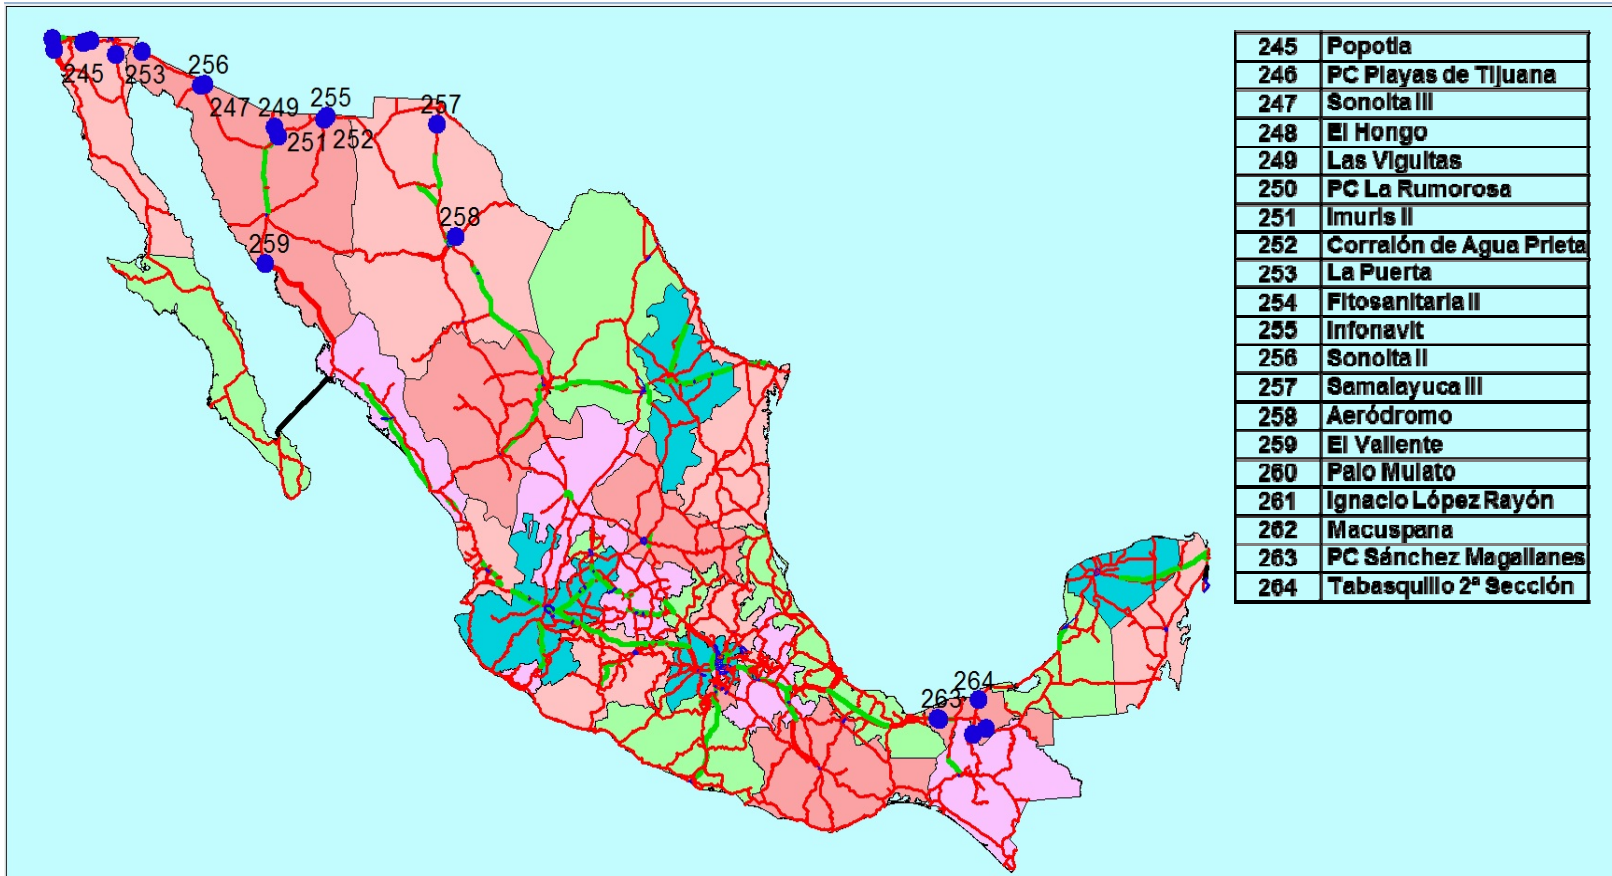 245 Popotla
246 PC Playas de Tijuana
247 Sonoita III
248 El Hongo
249 Las Viguitas
250 PC La Rumorosa
251 Imuris II
252 Corralón de Agua Prieta
253 La Puerta
254 Fitosanitaria II
255 Infonavit
256 Sonoita II
257 Samalayuca III
258 Aeródromo
259 El Valiente
260 Palo Mulato
261 Ignacio López Rayón
262 Macuspana
263 PC Sánchez Magallanes
264 Tabasquillo 2ª Sección
256
245
253
247
249
255
251
252
257
258
259
264
263